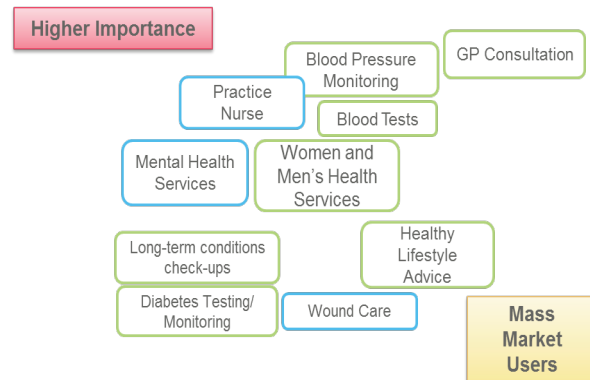 Higher Importance
GP Consultation
Blood Pressure
Monitoring
Practice
Nurse
Blood Tests
Mental Health
Services
Women and
Men's Health
Services
Long-term conditions
check-ups
Healthy
Lifestyle
Advice
Diabetes Testing/
Monitoring
Wound Care
Mass
Market
Users